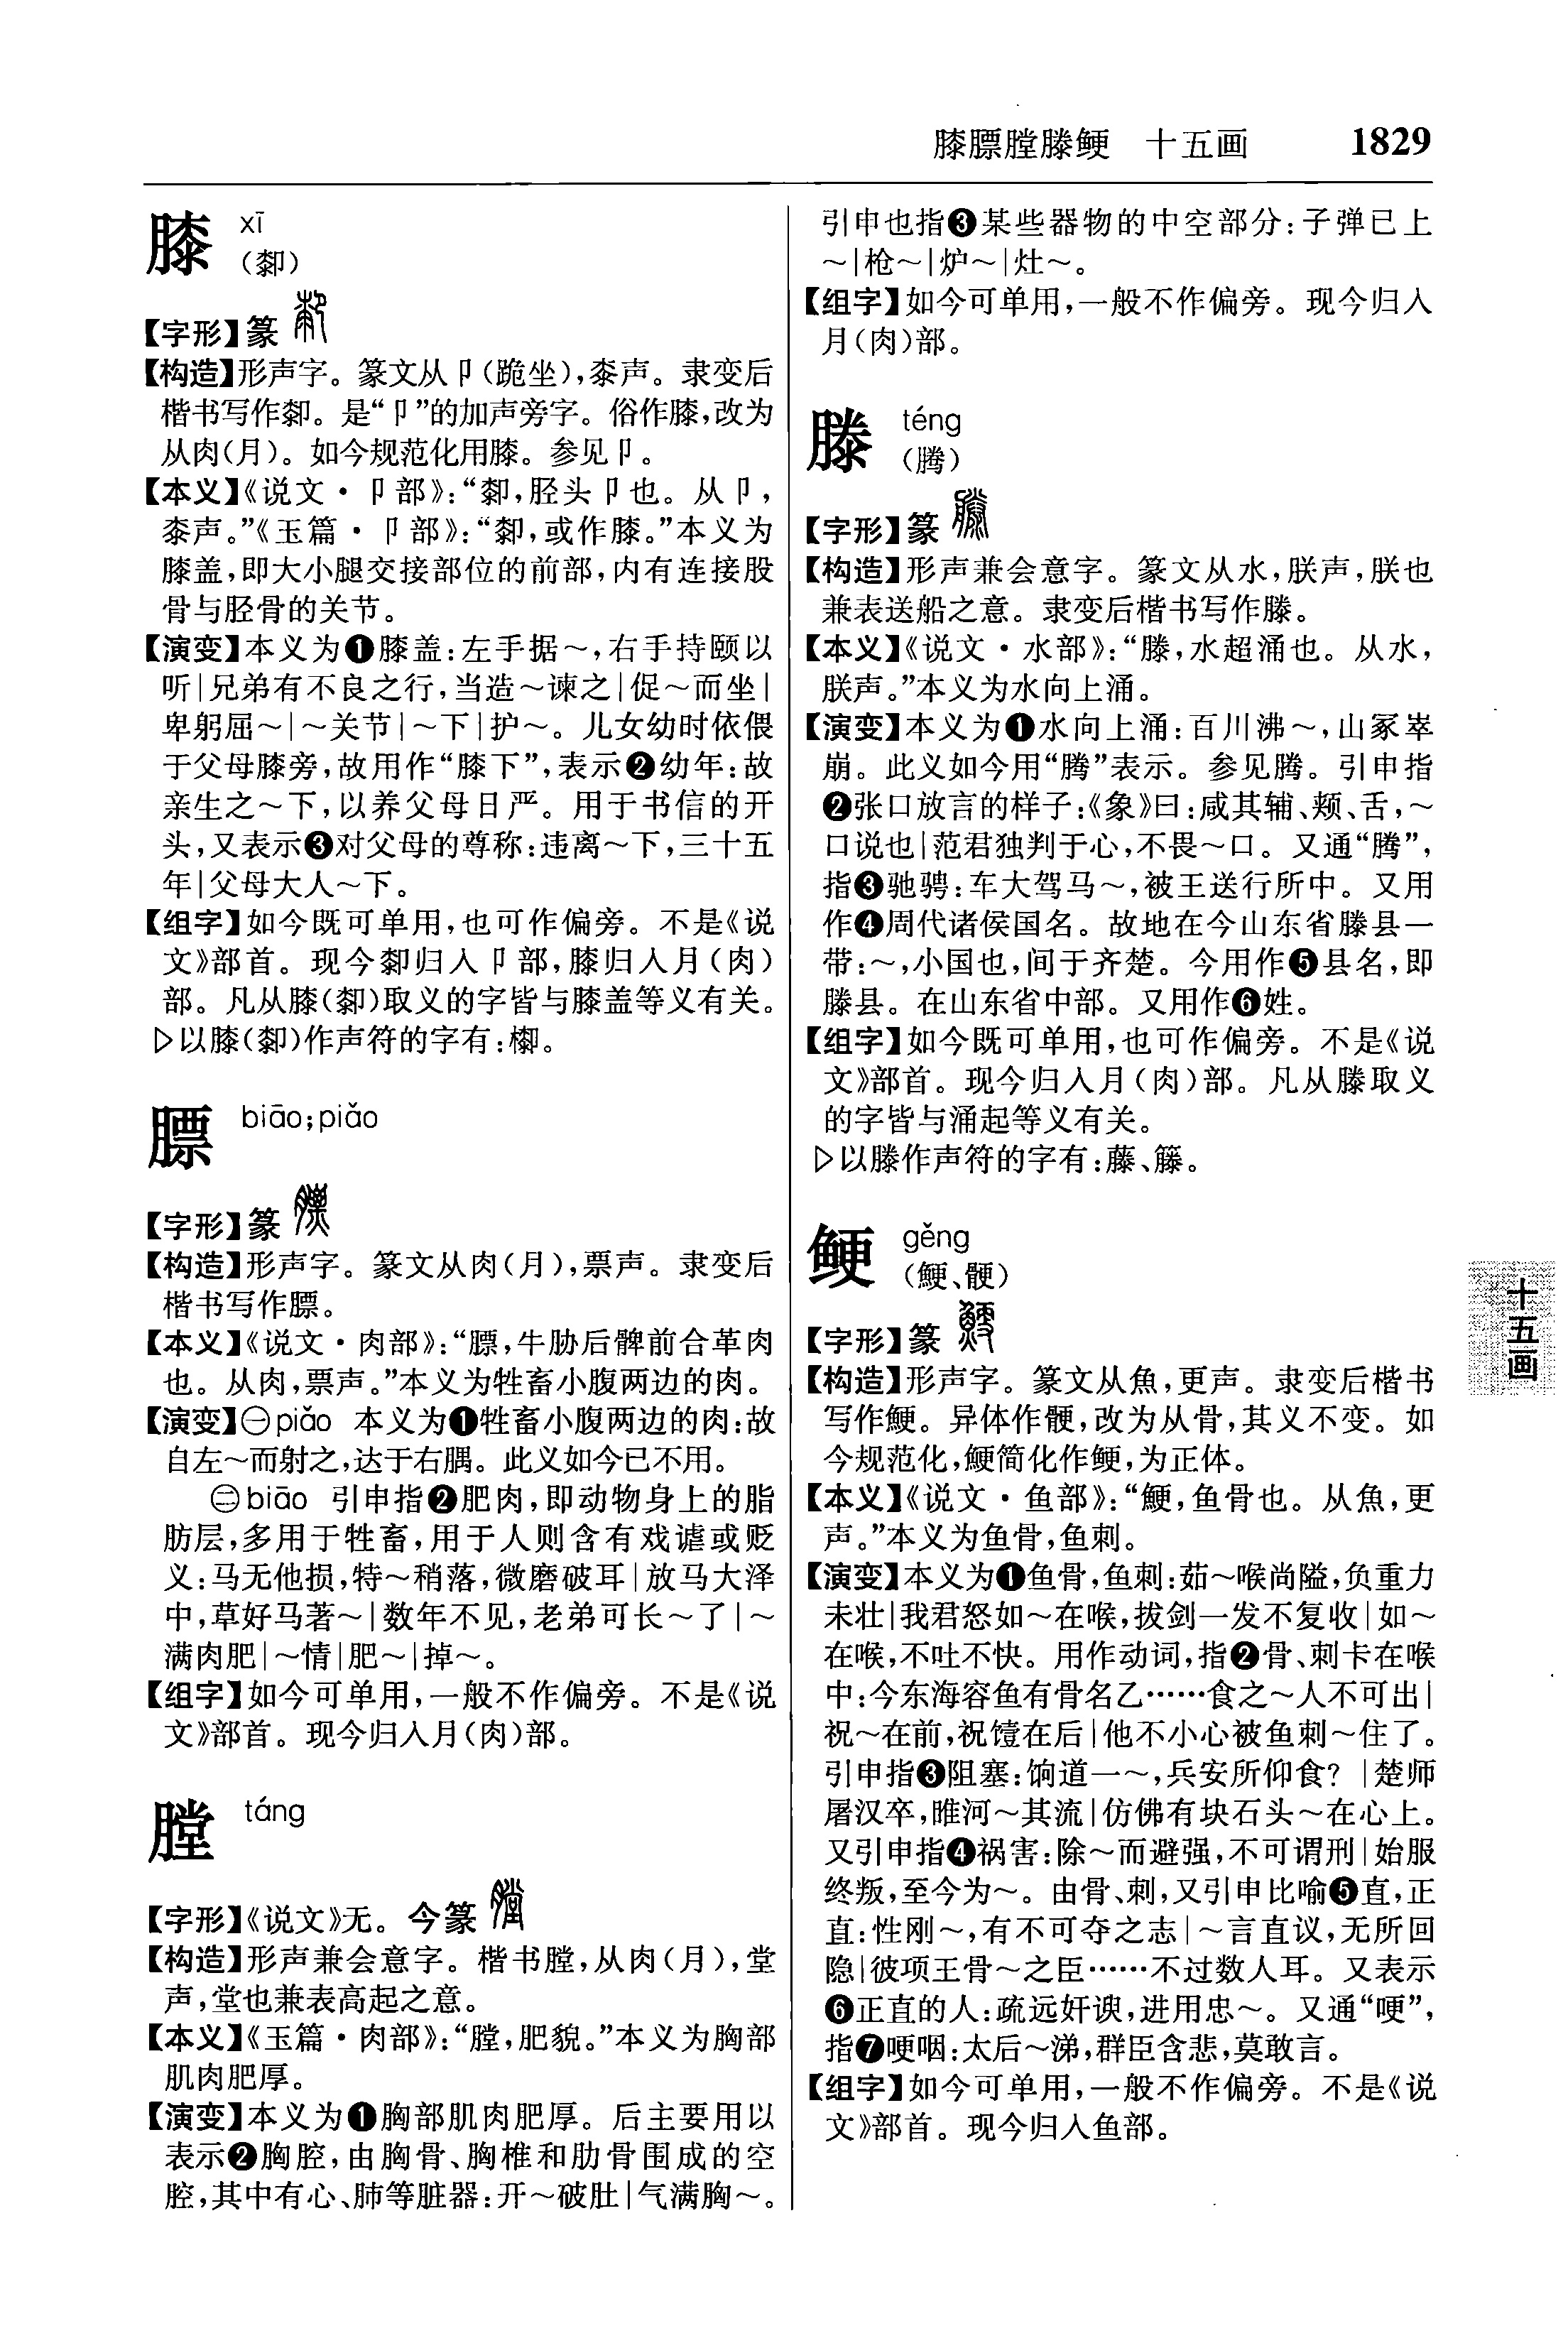 膝膘膛滕鲠 十五画 1829
膝 xī
（厀）
【字形】篆
【构造】形声字。篆文从卩（跪坐），桼声。隶变后
楷书写作厀。是“卩”的加声旁字。俗作膝，改为
从肉（月）。如今规范化用膝。参见卩。
【本义】《说文·卩部》：“厀，胫头卩也。从卩，
桼声。”《玉篇·卩部》：“厀，或作膝。”本义为
膝盖，即大小腿交接部位的前部，内有连接股
骨与胫骨的关节。
【演变】本义为❶膝盖：左手据～，右手持颐以
听|兄弟有不良之行，当造～谏之|促～而坐|
卑躬屈～|～关节|～下|护～。儿女幼时依偎
于父母膝旁，故用作“膝下”，表示❷幼年：故
亲生之～下，以养父母日严。用于书信的开
头，又表示❸对父母的尊称：违离～下，三十五
年|父母大人～下。
【组字】如今既可单用，也可作偏旁。不是《说
文》部首。现今厀归入卩部，膝归入月（肉）
部。凡从膝（厀）取义的字皆与膝盖等义有关。
▷以膝（厀）作声符的字有：。
膘 biāo；piǎo
【字形】篆
【构造】形声字。篆文从肉（月），票声。隶变后
楷书写作膘。
【本义】《说文·肉部》：“膘，牛胁后髀前合革肉
也。从肉，票声。”本义为牲畜小腹两边的肉。
【演变】㊀piǎo 本义为❶牲畜小腹两边的肉：故
自左～而射之，达于右腢。此义如今已不用。
㊁biāo 引申指❷肥肉，即动物身上的脂
肪层，多用于牲畜，用于人则含有戏谑或贬
义：马无他损，特～稍落，微磨破耳|放马大泽
中，草好马著～|数年不见，老弟可长～了|～
满肉肥|～情|肥～|掉～。
【组字】如今可单用，一般不作偏旁。不是《说
文》部首。现今归入月（肉）部。
膛 táng
【字形】《说文》无。今篆
【构造】形声兼会意字。楷书膛，从肉（月），堂
声，堂也兼表高起之意。
【本义】《玉篇·肉部》：“膛，肥貌。”本义为胸部
肌肉肥厚。
【演变】本义为❶胸部肌肉肥厚。后主要用以
表示❷胸腔，由胸骨、胸椎和肋骨围成的空
腔，其中有心、肺等脏器：开～破肚|气满胸～。
引申也指❸某些器物的中空部分：子弹已上
～|枪～|炉～|灶～。
【组字】如今可单用，一般不作偏旁。现今归入
月（肉）部。
滕 téng
（腾）
【字形】篆
【构造】形声兼会意字。篆文从水，朕声，朕也
兼表送船之意。隶变后楷书写作滕。
【本义】《说文·水部》：“滕，水超涌也。从水，
朕声。”本义为水向上涌。
【演变】本义为❶水向上涌：百川沸～，山冢崒
崩。此义如今用“腾”表示。参见腾。引申指
❷张口放言的样子：《象》曰：咸其辅、颊、舌，～
口说也|范君独判于心，不畏～口。又通“腾”，
指❸驰骋：车大驾马～，被王送行所中。又用
作❹周代诸侯国名。故地在今山东省滕县一
带：～，小国也，间于齐楚。今用作❺县名，即
滕县。在山东省中部。又用作❻姓。
【组字】如今既可单用，也可作偏旁。不是《说
文》部首。现今归入月（肉）部。凡从滕取义
的字皆与涌起等义有关。
▷以滕作声符的字有：藤、籐。
鲠 gěng
（鯁、骾）
【字形】篆
【构造】形声字。篆文从魚，更声。隶变后楷书
写作鯁。异体作骾，改为从骨，其义不变。如
今规范化，鯁简化作鲠，为正体。
【本义】《说文·鱼部》：“鯁，鱼骨也。从魚，更
声。”本义为鱼骨，鱼刺。
【演变】本义为❶鱼骨，鱼刺：茹～喉尚隘，负重力
未壮|我君怒如～在喉，拔剑一发不复收|如～
在喉，不吐不快。用作动词，指❷骨、刺卡在喉
中：今东海容鱼有骨名乙……食之～人不可出|
祝～在前，祝饐在后|他不小心被鱼刺～住了。
引申指❸阻塞：饷道一～，兵安所仰食？|楚师
屠汉卒，睢河～其流|仿佛有块石头～在心上。
又引申指❹祸害：除～而避强，不可谓刑|始服
终叛，至今为～。由骨、刺，又引申比喻❺直，正
直：性刚～，有不可夺之志|～言直议，无所回
隐|彼项王骨～之臣……不过数人耳。又表示
❻正直的人：疏远奸谀，进用忠～。又通“哽”，
指❼哽咽：太后～涕，群臣含悲，莫敢言。
【组字】如今可单用，一般不作偏旁。不是《说
文》部首。现今归入鱼部。
十五画